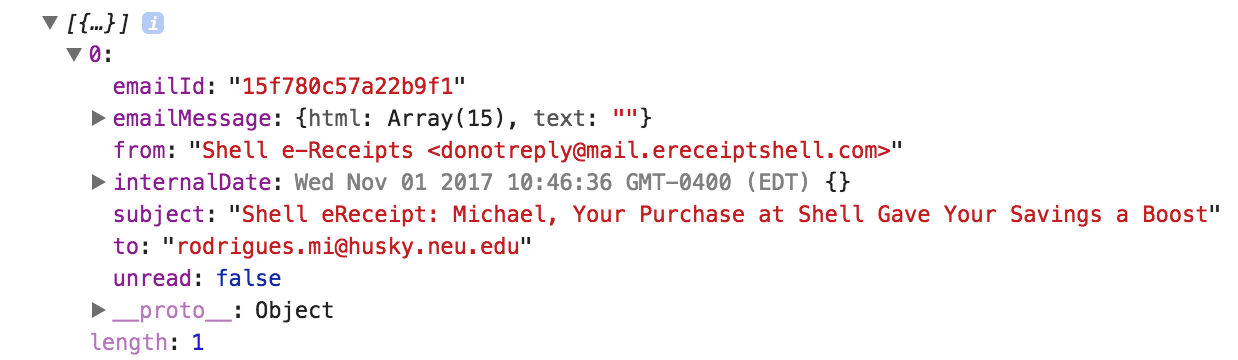 [{…}] i
0:
emailId: "15f780c57a22b9f1"
emailMessage: {html: Array(15), text: ""}
from: "Shell e-Receipts <donotreply@mail.ereceiptshell.com>"
internalDate: Wed Nov 01 2017 10:46:36 GMT-0400 (EDT) {}
subject: "Shell eReceipt: Michael, Your Purchase at Shell Gave Your Savings a Boost"
to: "rodrigues.mi@husky.neu.edu"
unread: false
__proto__: Object
length: 1